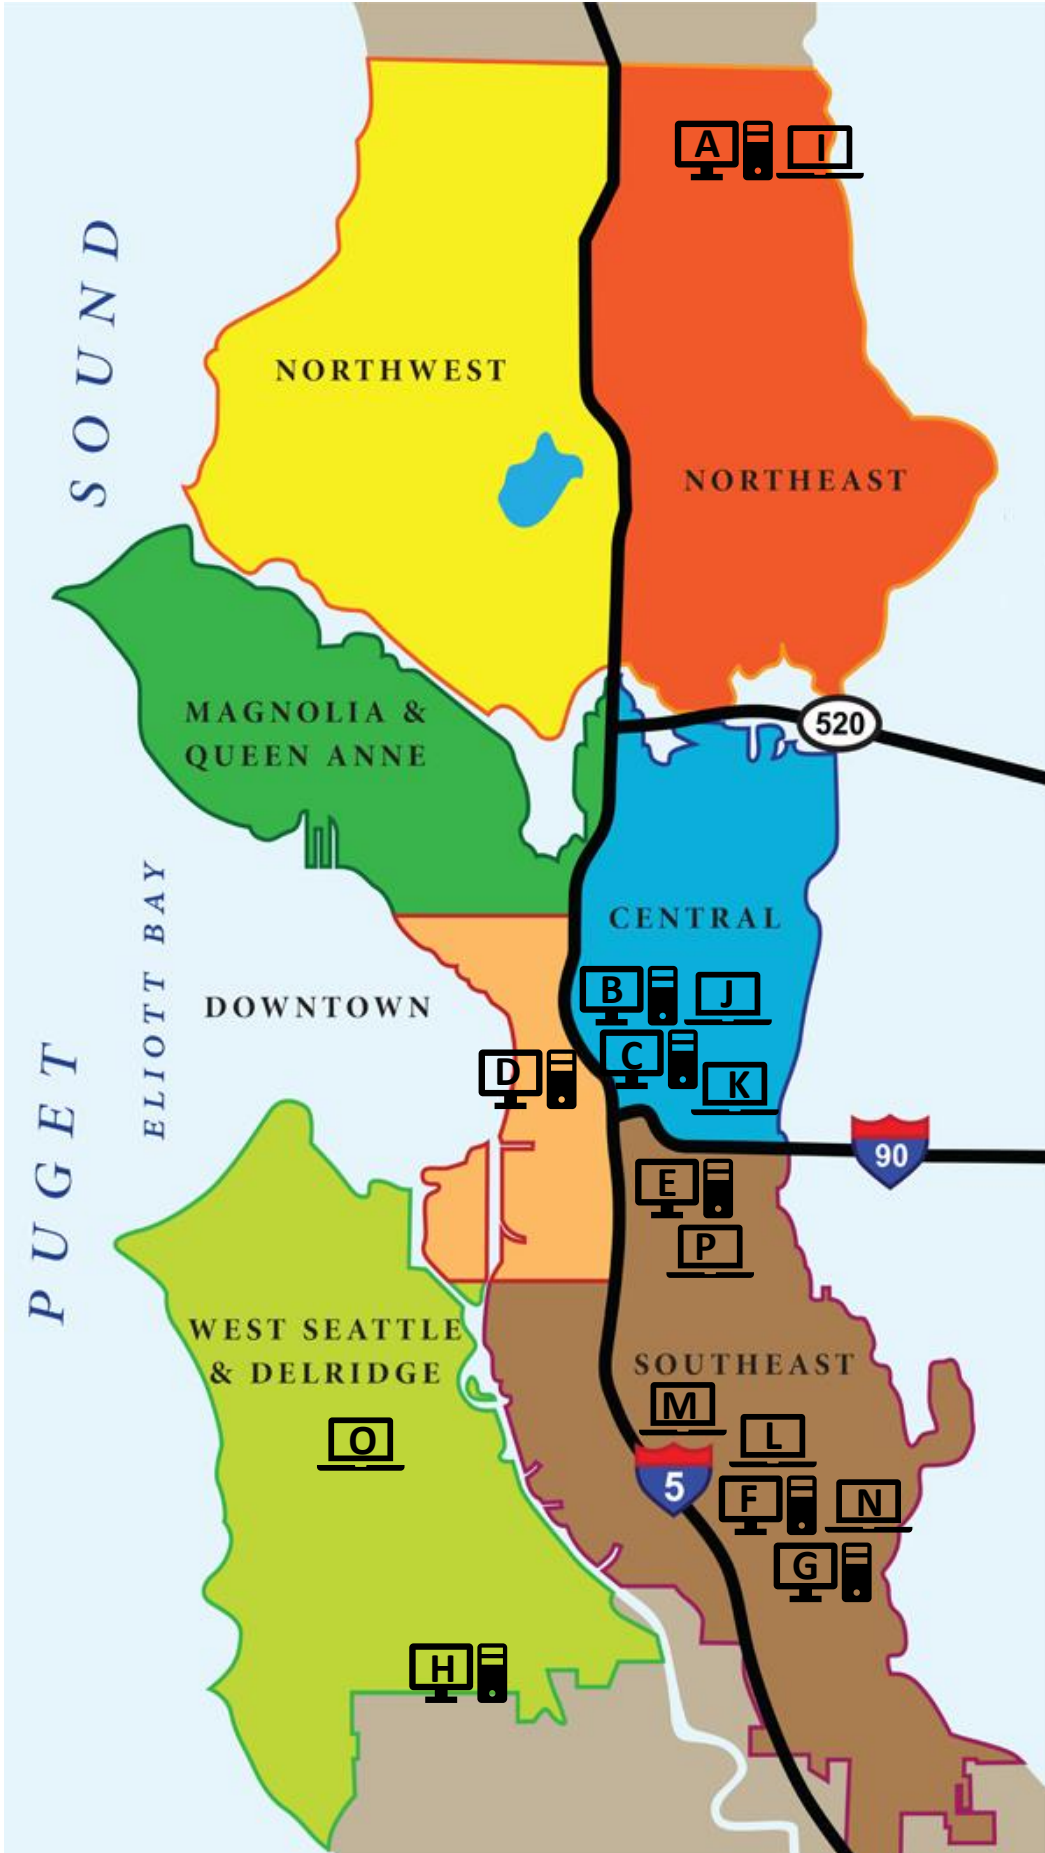 A
I
SOUND
NORTHWEST
NORTHEAST
MAGNOLIA &
QUEEN ANNE
520
CENTRAL
ELIOTT BAY
DOWNTOWN
B
J
C
D
K
PUGET
90
E
P
WEST SEATTLE
& DELRIDGE
SOUTHEAST
M
L
O
5
F
N
G
H